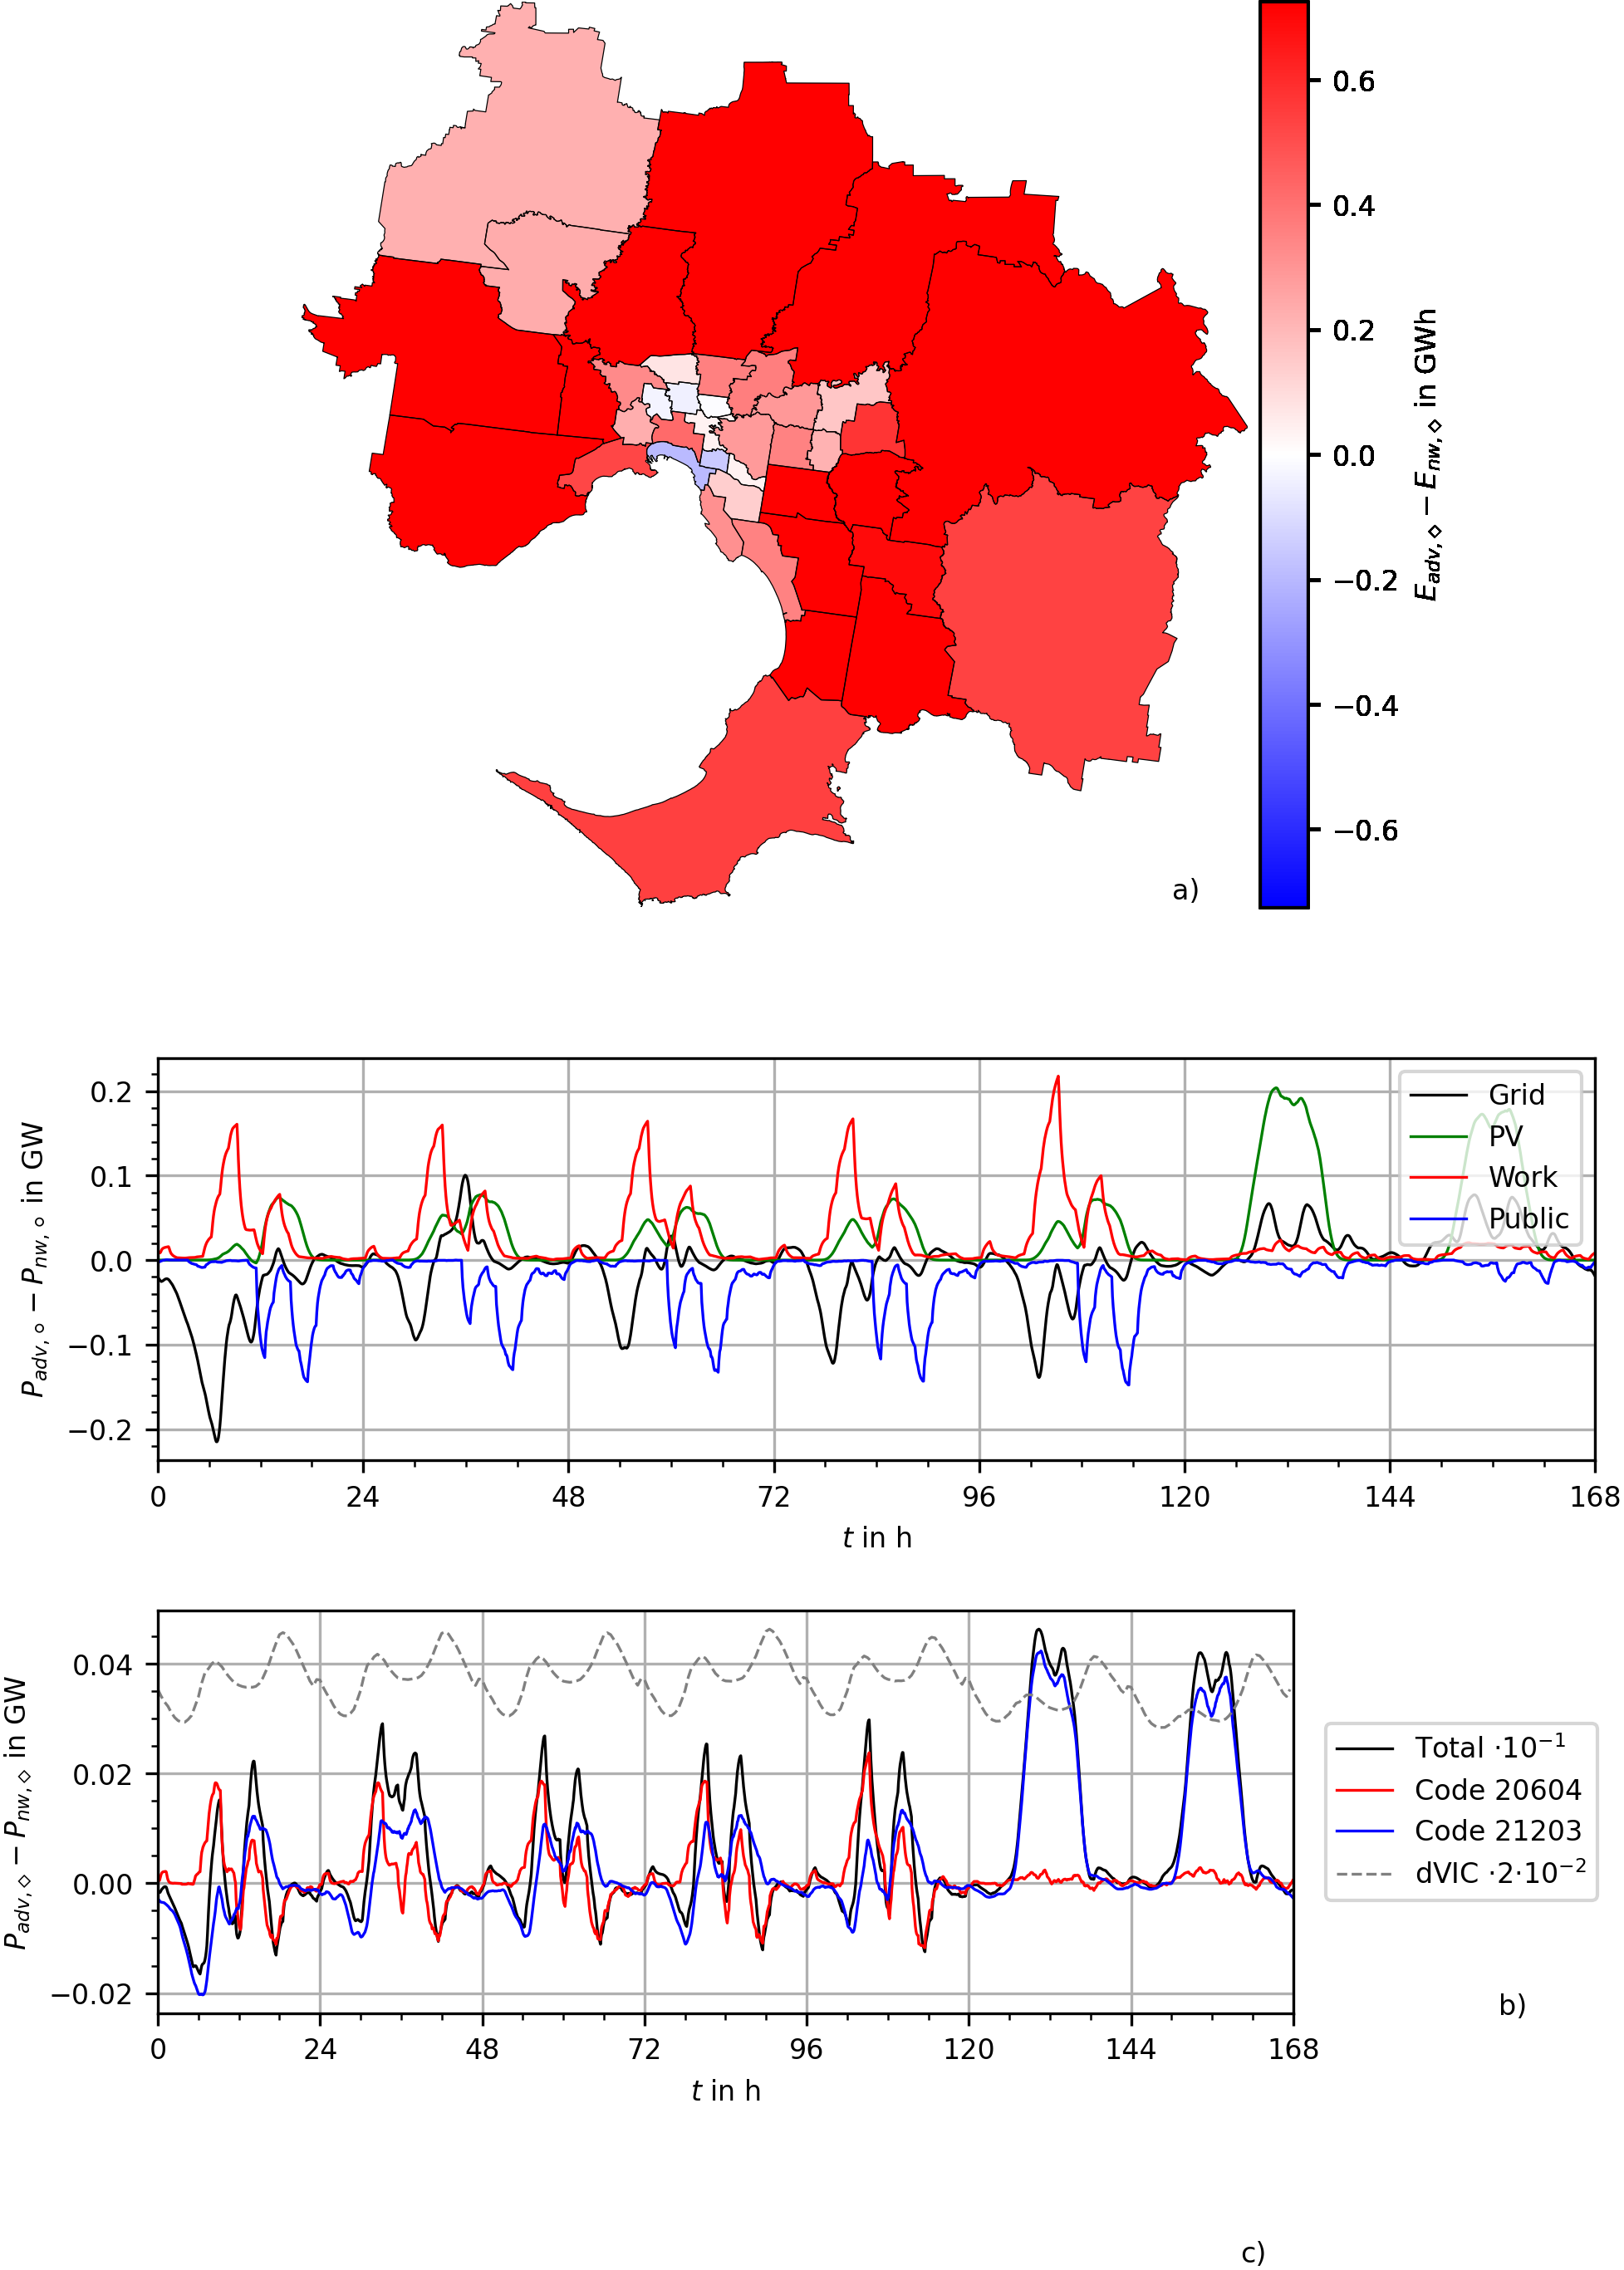 0.6
0.4
0.2
0.0
−0.2
−0.4
−0.6
E_{adv,◇} − E_{nw,◇} in GWh
a)
0.2
0.1
0.0
−0.1
−0.2
P_{adv,○} − P_{nw,○} in GW
Grid
PV
Work
Public
0 24 48 72 96 120 144 168
t in h
0.04
0.02
0.00
−0.02
P_{adv,◇} − P_{nw,◇} in GW
Total ·10⁻¹
Code 20604
Code 21203
dVIC ·2·10⁻²
b)
0 24 48 72 96 120 144 168
t in h
c)